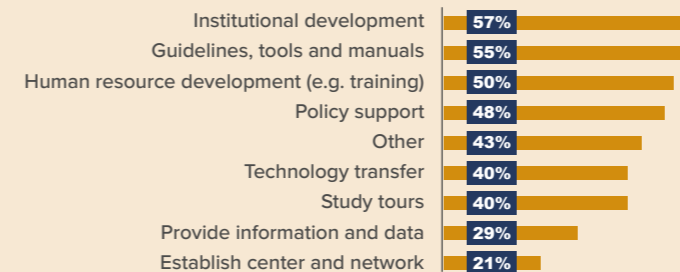 Institutional development 57%
Guidelines, tools and manuals 55%
Human resource development (e.g. training) 50%
Policy support 48%
Other 43%
Technology transfer 40%
Study tours 40%
Provide information and data 29%
Establish center and network 21%